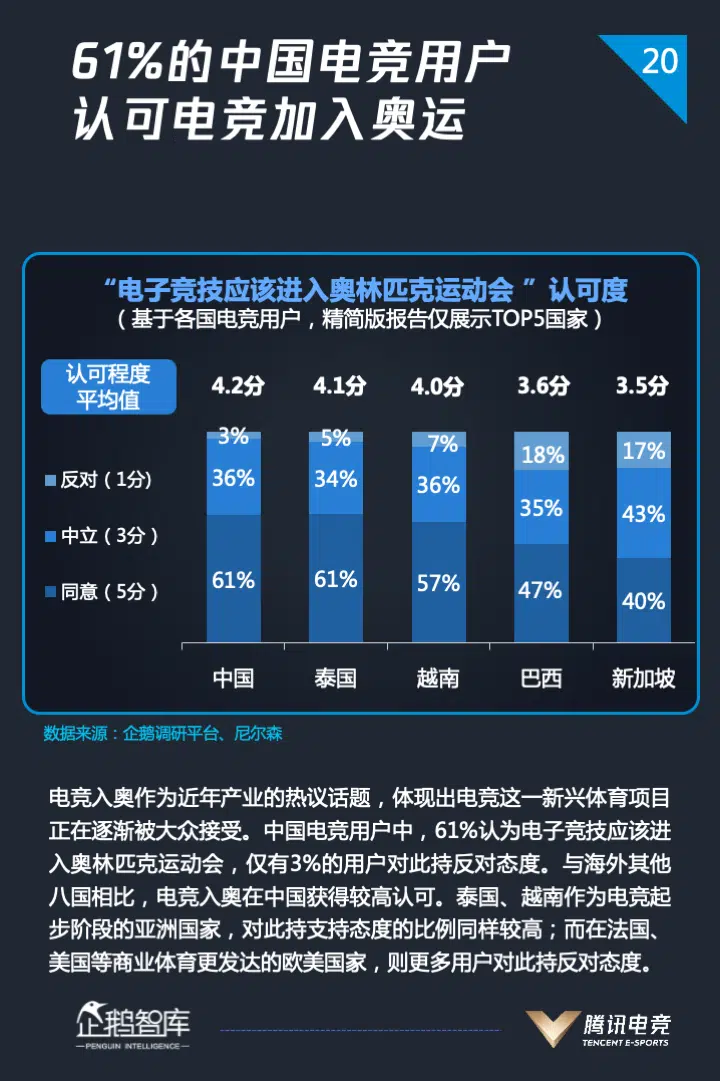 61%的中国电竞用户
认可电竞加入奥运
20
“电子竞技应该进入奥林匹克运动会 ”认可度
（基于各国电竞用户，精简版报告仅展示TOP5国家）
认可程度
平均值
4.2分 4.1分 4.0分 3.6分 3.5分
反对（1分)
中立（3分）
同意（5分）
3% 5% 7% 18% 17%
36% 34% 36% 35% 43%
61% 61% 57% 47% 40%
中国 泰国 越南 巴西 新加坡
数据来源：企鹅调研平台、尼尔森
电竞入奥作为近年产业的热议话题，体现出电竞这一新兴体育项目
正在逐渐被大众接受。中国电竞用户中，61%认为电子竞技应该进
入奥林匹克运动会，仅有3%的用户对此持反对态度。与海外其他
八国相比，电竞入奥在中国获得较高认可。泰国、越南作为电竞起
步阶段的亚洲国家，对此持支持态度的比例同样较高；而在法国、
美国等商业体育更发达的欧美国家，则更多用户对此持反对态度。
企鹅智库
PENGUIN INTELLIGENCE
腾讯电竞
TENCENT E-SPORTS